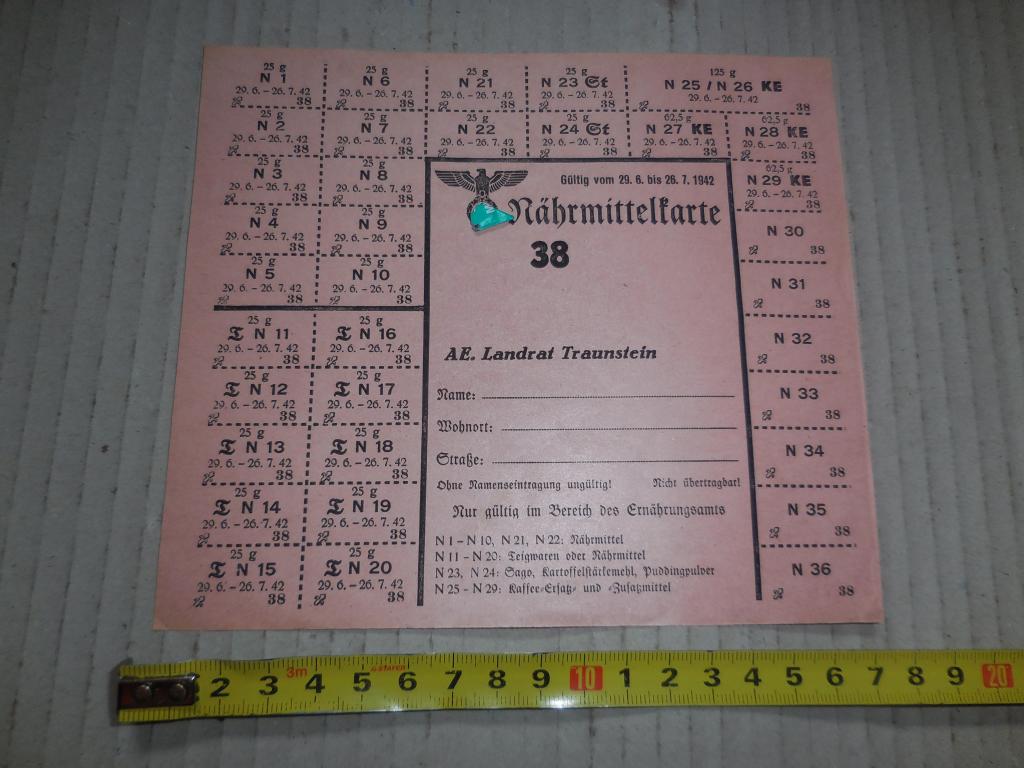 25 g 25 g 25 g 25 g 125 g
N 1 N 6 N 21 N 23 St N 25 / N 26 KE
29. 6. – 26. 7. 42 29. 6. – 26. 7. 42 29. 6. – 26. 7. 42 29. 6. – 26. 7. 42 29. 6. – 26. 7. 42
38 38 38 38 38
25 g 25 g 25 g 25 g 62,5 g 62,5 g
N 2 N 7 N 22 N 24 St N 27 KE N 28 KE
29. 6. – 26. 7. 42 29. 6. – 26. 7. 42 29. 6. – 26. 7. 42 29. 6. – 26. 7. 42 29. 6. – 26. 7. 42 29. 6. – 26. 7. 42
38 38 38 38 38 38
25 g 25 g 62,5 g
N 3 N 8 N 29 KE
29. 6. – 26. 7. 42 29. 6. – 26. 7. 42 29. 6. – 26. 7. 42
38 38 38
25 g 25 g
N 4 N 9 N 30
29. 6. – 26. 7. 42 29. 6. – 26. 7. 42
38 38 38
25 g 25 g
N 5 N 10 N 31
29. 6. – 26. 7. 42 29. 6. – 26. 7. 42
38 38 38
Gültig vom 29. 6. bis 26. 7. 1942
Nährmittelkarte
38
AE. Landrat Traunstein
Name:
Wohnort:
Straße:
Ohne Namenseintragung ungültig! Nicht übertragbar!
Nur gültig im Bereich des Ernährungsamts
N 1 – N 10, N 21, N 22: Nährmittel
N 11 – N 20: Teigwaren oder Nährmittel
N 23, N 24: Sago, Kartoffelstärkemehl, Puddingpulver
N 25 - N 29: Kaffee-Ersatz- und -Zusatzmittel
25 g 25 g
T N 11 T N 16 N 32
29. 6. – 26. 7. 42 29. 6. – 26. 7. 42
38 38 38
25 g 25 g
T N 12 T N 17 N 33
29. 6. – 26. 7. 42 29. 6. – 26. 7. 42
38 38 38
25 g 25 g
T N 13 T N 18 N 34
29. 6. – 26. 7. 42 29. 6. – 26. 7. 42
38 38 38
25 g 25 g
T N 14 T N 19 N 35
29. 6. – 26. 7. 42 29. 6. – 26. 7. 42
38 38 38
25 g 25 g
T N 15 T N 20 N 36
29. 6. – 26. 7. 42 29. 6. – 26. 7. 42
38 38 38
3m
2 3 4 5 6 7 8 9 10 1 2 3 4 5 6 7 8 9 20